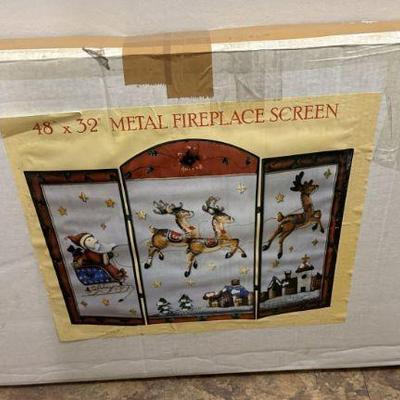 48" x 32" METAL FIREPLACE SCREEN